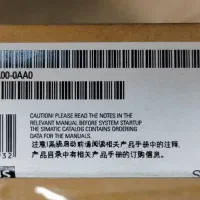 L00-0AA0
CAUTION! PLEASE READ THE NOTES IN THE
RELEVANT MANUAL BEFORE SYSTEM STARTUP
THE SIMATIC CATALOG CONTAINS ORDERING
DATA FOR THE MANUALS.
注意!系统启动前请阅读相关产品手册中的注释,
产品目录中有相关产品手册的订购信息。
932